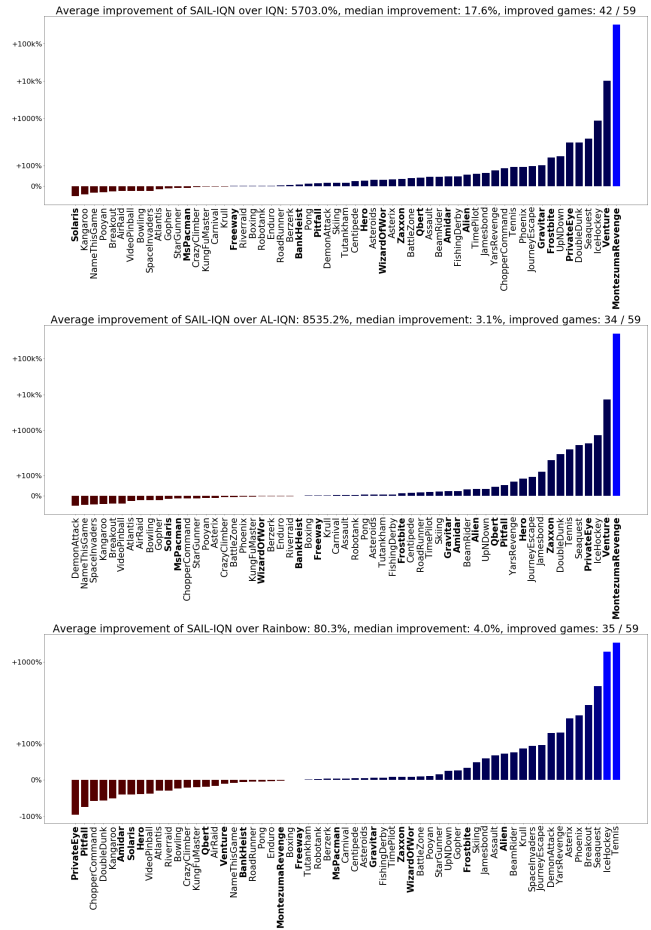 Average improvement of SAIL-IQN over IQN: 5703.0%, median improvement: 17.6%, improved games: 42 / 59
+100k%
+10k%
+1000%
+100%
0%
Solaris
Kangaroo
NameThisGame
Pooyan
Breakout
AirRaid
VideoPinball
Bowling
SpaceInvaders
Atlantis
Gopher
StarGunner
MsPacman
CrazyClimber
KungFuMaster
Carnival
Krull
Freeway
Riverraid
Boxing
Robotank
Enduro
RoadRunner
Berzerk
BankHeist
Pong
Pitfall
DemonAttack
Skiing
Tutankham
Centipede
Hero
Asteroids
WizardOfWor
Asterix
Zaxxon
BattleZone
Qbert
Assault
BeamRider
Amidar
FishingDerby
Alien
TimePilot
Jamesbond
YarsRevenge
ChopperCommand
Tennis
Phoenix
JourneyEscape
Gravitar
Frostbite
UpNDown
PrivateEye
DoubleDunk
Seaquest
IceHockey
Venture
MontezumaRevenge
Average improvement of SAIL-IQN over AL-IQN: 8535.2%, median improvement: 3.1%, improved games: 34 / 59
+100k%
+10k%
+1000%
+100%
0%
DemonAttack
NameThisGame
SpaceInvaders
Kangaroo
Breakout
VideoPinball
Atlantis
AirRaid
Bowling
Gopher
Solaris
MsPacman
ChopperCommand
StarGunner
Pooyan
Asterix
CrazyClimber
BattleZone
Phoenix
KungFuMaster
WizardOfWor
Berzerk
Enduro
Riverraid
BankHeist
Boxing
Freeway
Krull
Carnival
Assault
Robotank
Pong
Asteroids
Tutankham
FishingDerby
Frostbite
Centipede
RoadRunner
TimePilot
Skiing
Gravitar
Amidar
BeamRider
Alien
UpNDown
Qbert
Pitfall
YarsRevenge
Hero
JourneyEscape
Jamesbond
Zaxxon
DoubleDunk
Tennis
Seaquest
PrivateEye
IceHockey
Venture
MontezumaRevenge
Average improvement of SAIL-IQN over Rainbow: 80.3%, median improvement: 4.0%, improved games: 35 / 59
+1000%
+100%
0%
-100%
PrivateEye
Pitfall
ChopperCommand
DoubleDunk
Kangaroo
Amidar
Solaris
Hero
VideoPinball
Atlantis
Riverraid
Bowling
CrazyClimber
KungFuMaster
Qbert
AirRaid
Venture
NameThisGame
BankHeist
RoadRunner
Pong
Enduro
MontezumaRevenge
Boxing
Freeway
Tutankham
Robotank
Berzerk
MsPacman
Carnival
Centipede
Asteroids
Gravitar
FishingDerby
TimePilot
Zaxxon
WizardOfWor
BattleZone
Pooyan
StarGunner
UpNDown
Gopher
Frostbite
Skiing
Jamesbond
Assault
Alien
BeamRider
Krull
SpaceInvaders
JourneyEscape
DemonAttack
YarsRevenge
Asterix
Phoenix
Breakout
Seaquest
IceHockey
Tennis